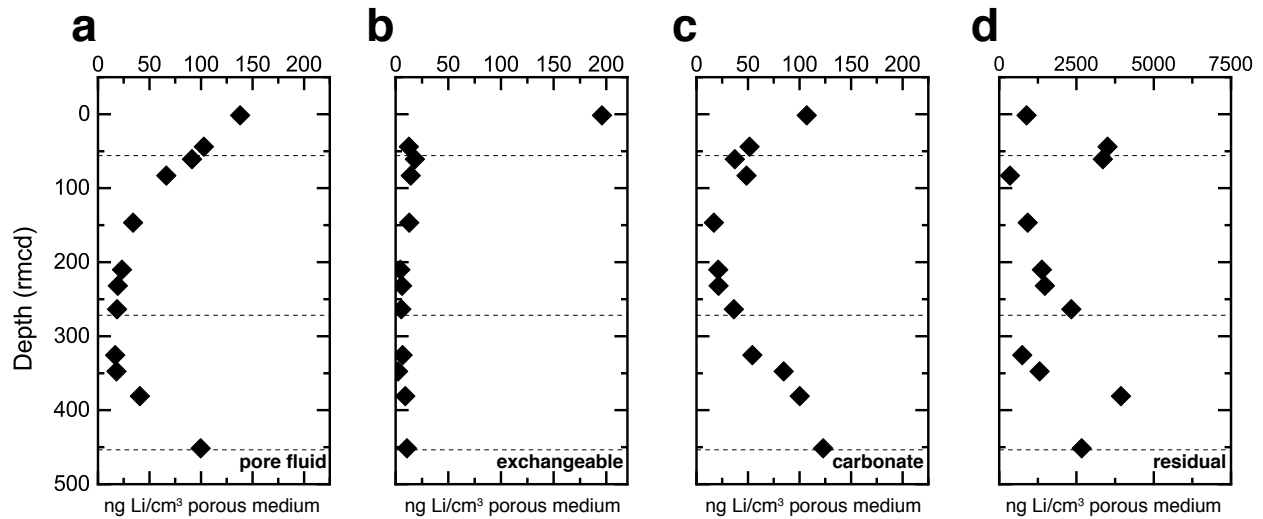 a b c d
0 50 100 150 200 0 50 100 150 200 0 50 100 150 200 0 2500 5000 7500
0
100
200
300
400
500
Depth (rmcd)
pore fluid exchangeable carbonate residual
ng Li/cm³ porous medium ng Li/cm³ porous medium ng Li/cm³ porous medium ng Li/cm³ porous medium